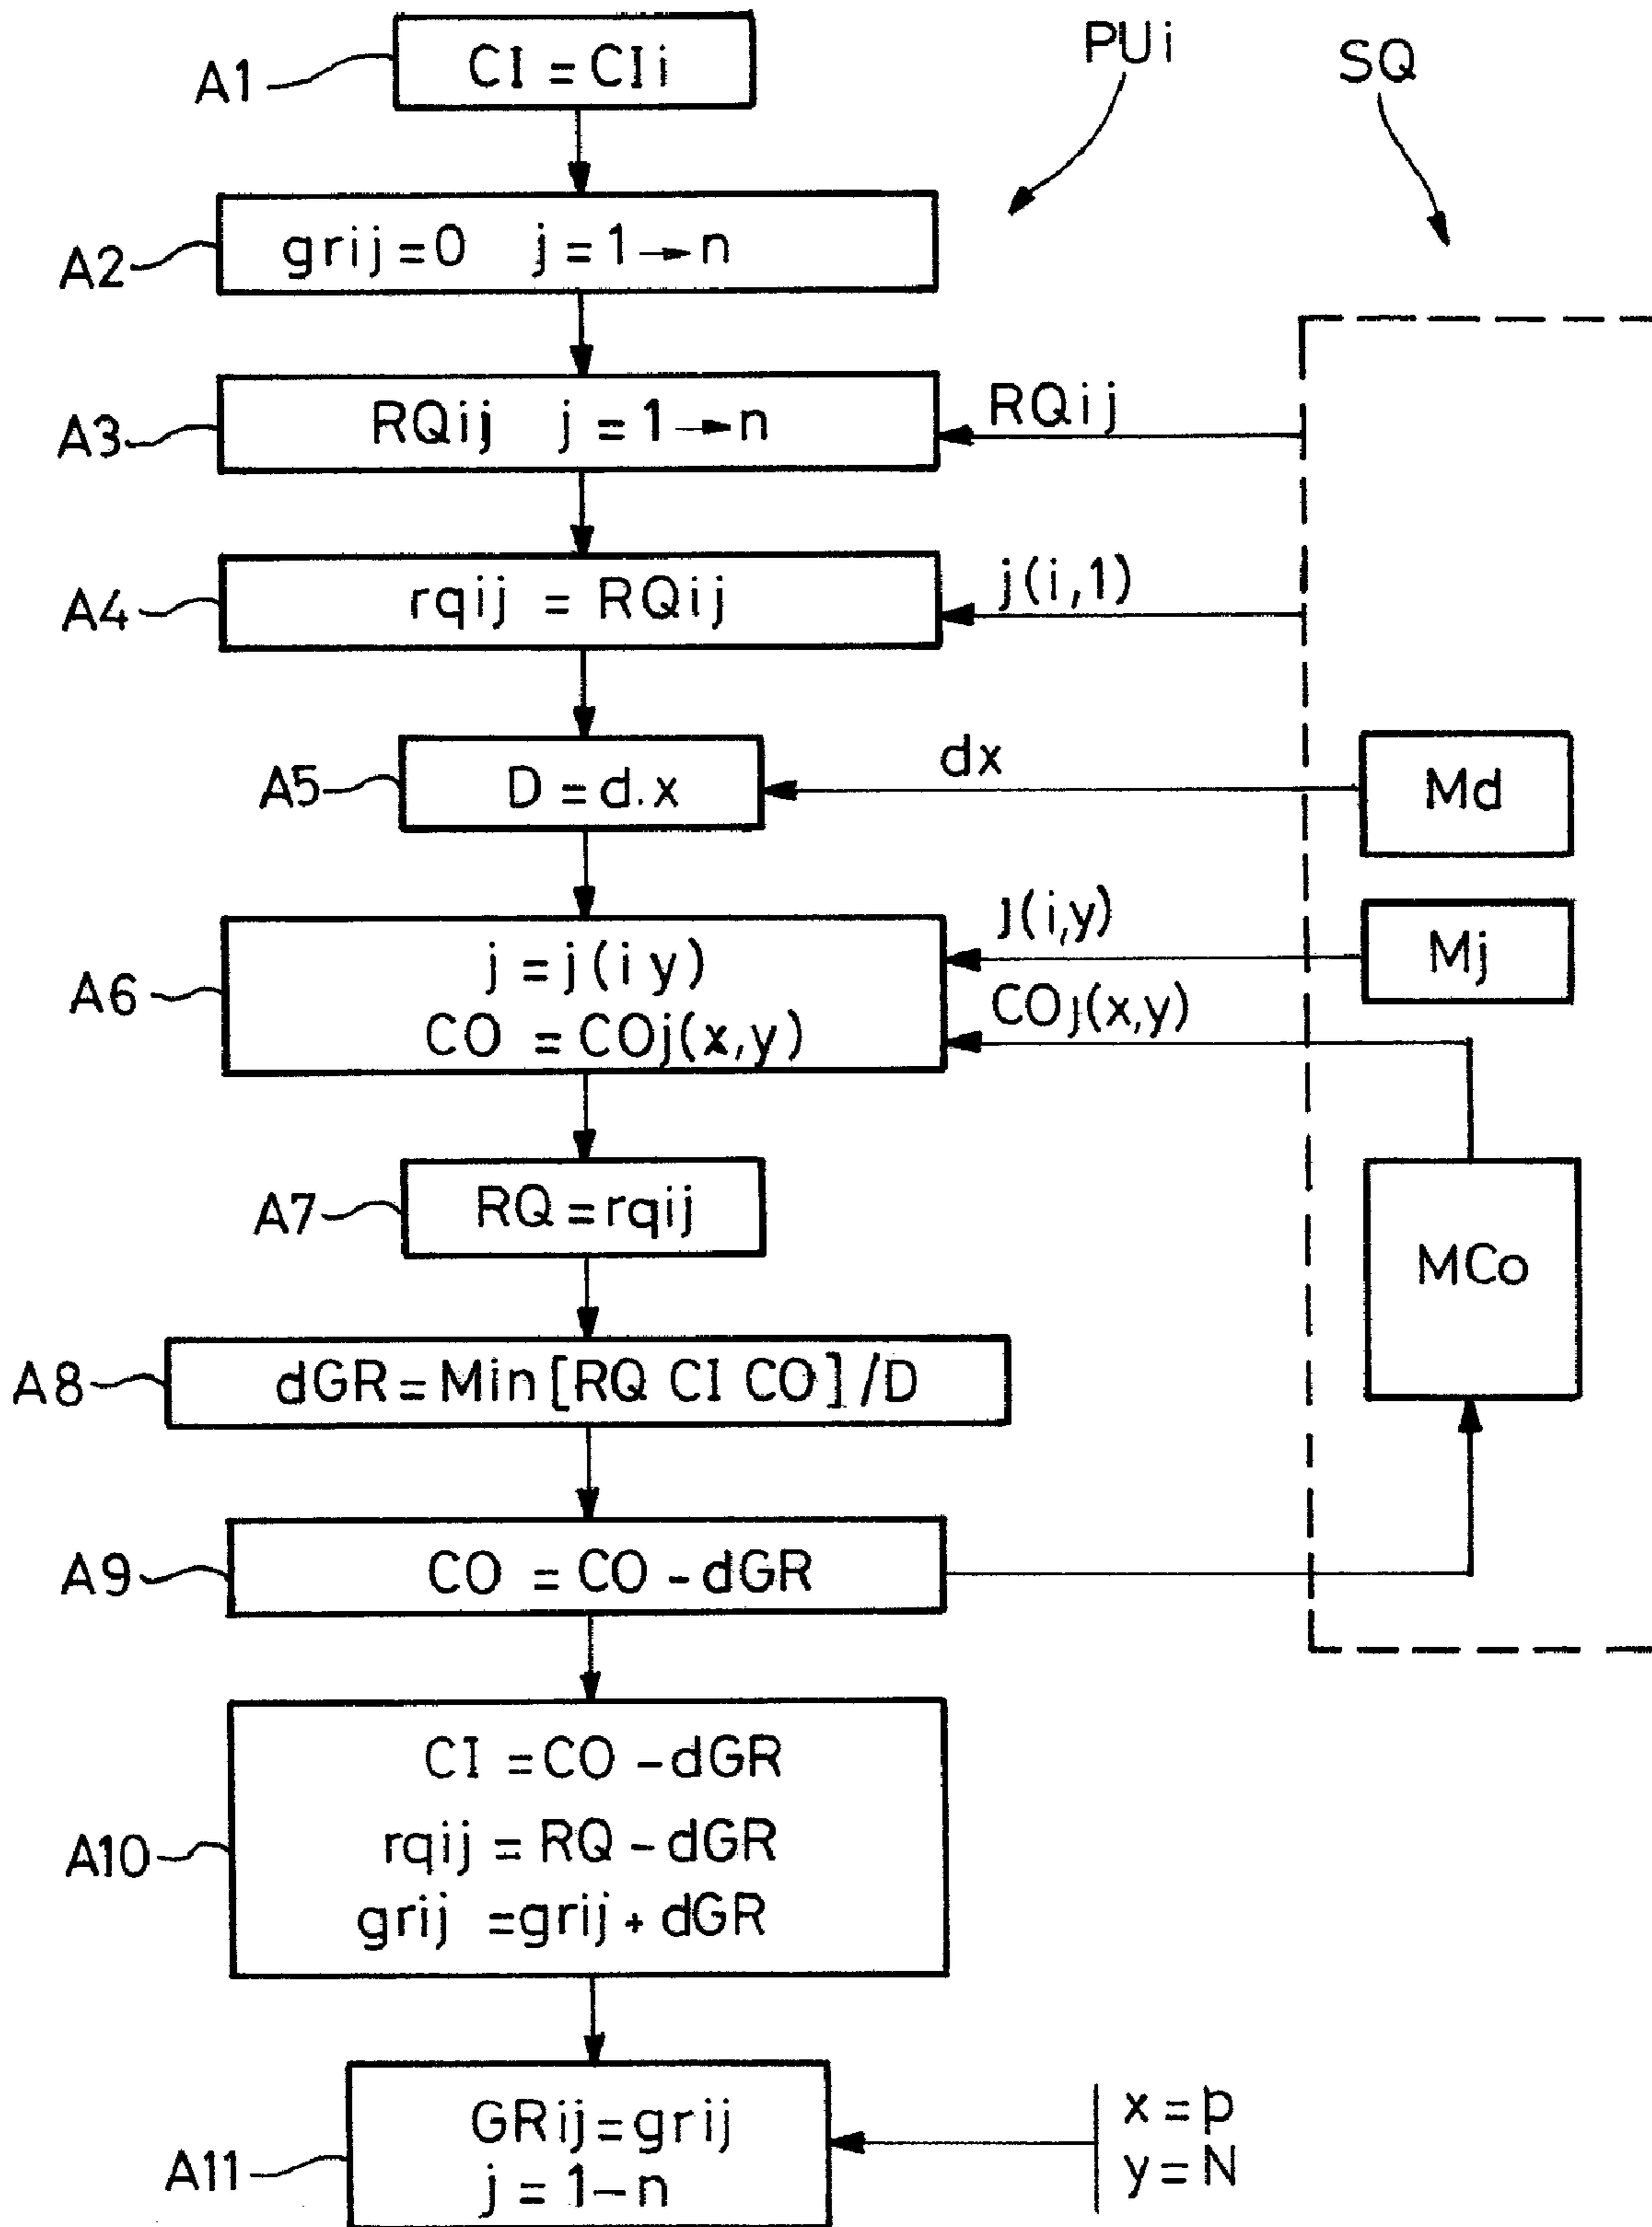 PUi
SQ
A1
CI = CIi
A2
grij = 0 j = 1 → n
A3
RQij j = 1 → n
RQij
A4
rqij = RQij
j(i,1)
A5
D = d.x
dx
Md
A6
j = j(i y)
CO = COj(x,y)
j(i,y)
COj(x,y)
Mj
A7
RQ = rqij
MCo
A8
dGR = Min [RQ CI CO] / D
A9
CO = CO - dGR
A10
CI = CO - dGR
rqij = RQ - dGR
grij = grij + dGR
A11
GRij = grij
j = 1 - n
x = p
y = N